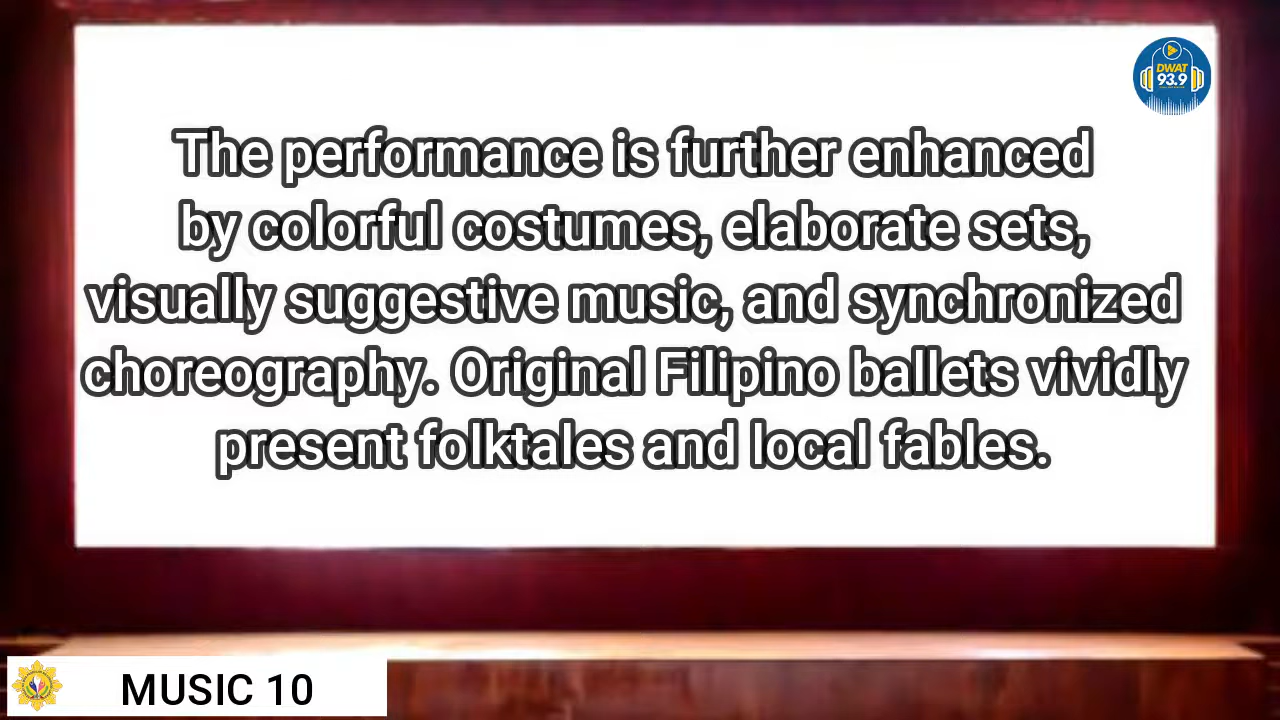 DWAT
93.9
The performance is further enhanced
by colorful costumes, elaborate sets,
visually suggestive music, and synchronized
choreography. Original Filipino ballets vividly
present folktales and local fables.
MUSIC 10